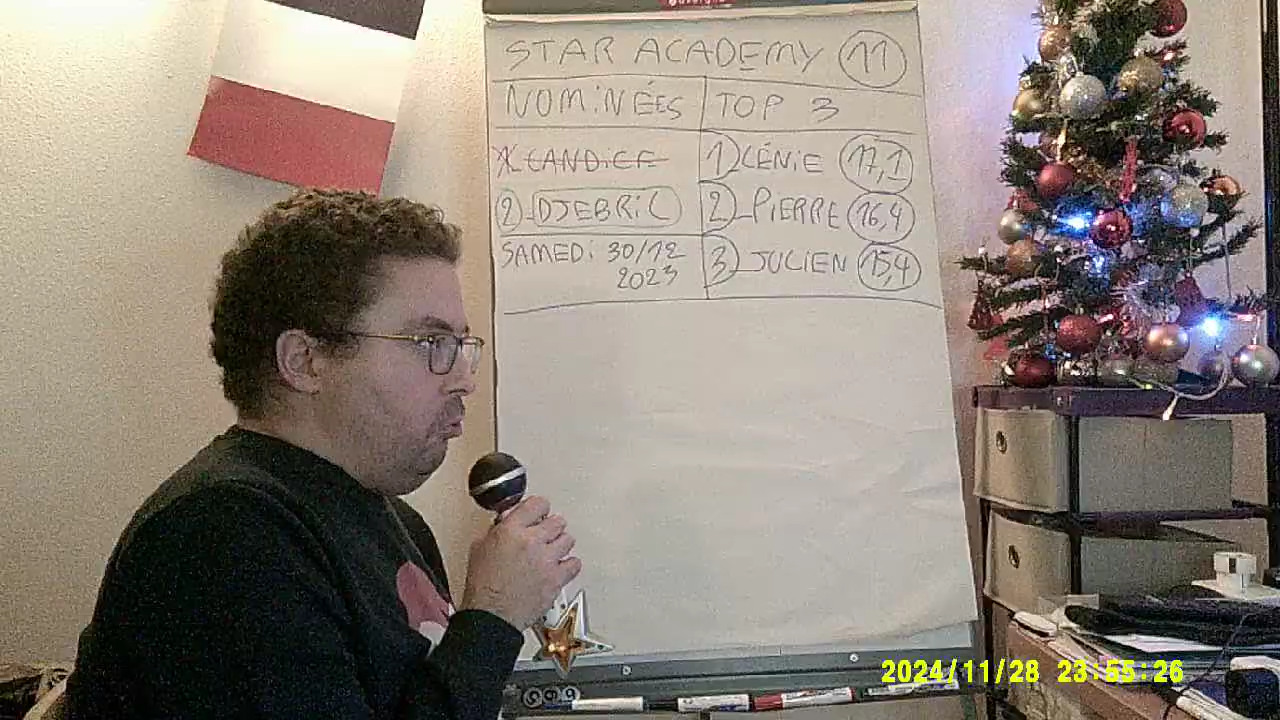 STAR ACADEMY 11
NOMINÉES
X CANDICE
2 - DJEBRIL
SAMEDI 30/12
2023
TOP 3
1) LÉNIE 17,1
2) - PIERRE 16,4
3) JULIEN 15,4
2024/11/28 23:55:26